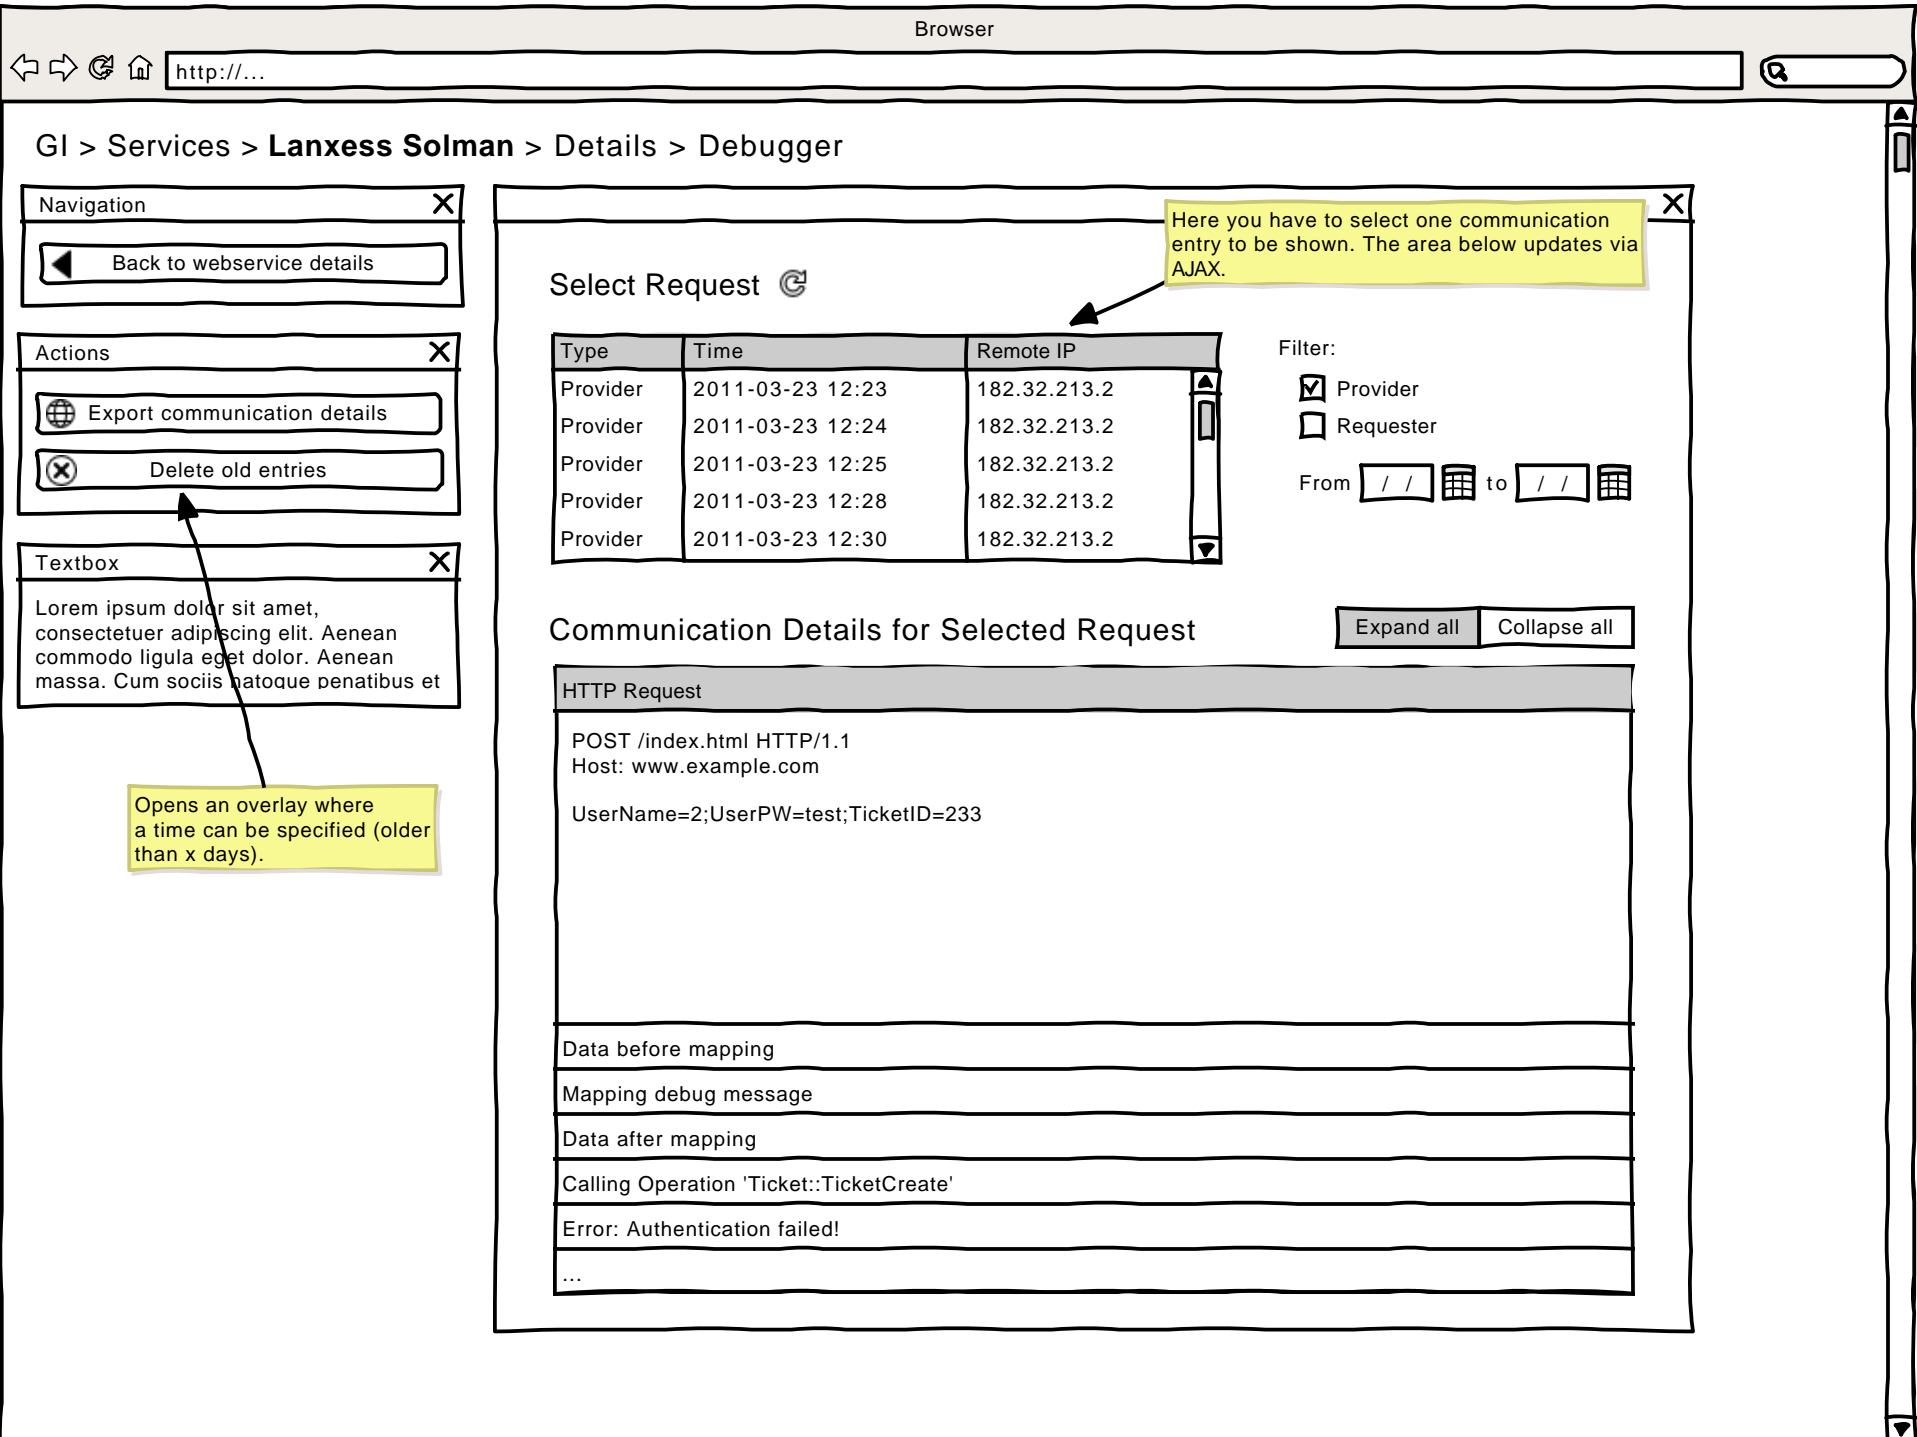 Browser
http://...
GI > Services > Lanxess Solman > Details > Debugger
Navigation
Back to webservice details
Actions
Export communication details
Delete old entries
Textbox
Lorem ipsum dolor sit amet,
consectetuer adipiscing elit. Aenean
commodo ligula eget dolor. Aenean
massa. Cum sociis natoque penatibus et
Opens an overlay where
a time can be specified (older
than x days).
Here you have to select one communication
entry to be shown. The area below updates via
AJAX.
Select Request
Type Time Remote IP
Provider 2011-03-23 12:23 182.32.213.2
Provider 2011-03-23 12:24 182.32.213.2
Provider 2011-03-23 12:25 182.32.213.2
Provider 2011-03-23 12:28 182.32.213.2
Provider 2011-03-23 12:30 182.32.213.2
Filter:
Provider
Requester
From / / to / /
Communication Details for Selected Request
Expand all Collapse all
HTTP Request
POST /index.html HTTP/1.1
Host: www.example.com
UserName=2;UserPW=test;TicketID=233
Data before mapping
Mapping debug message
Data after mapping
Calling Operation 'Ticket::TicketCreate'
Error: Authentication failed!
...